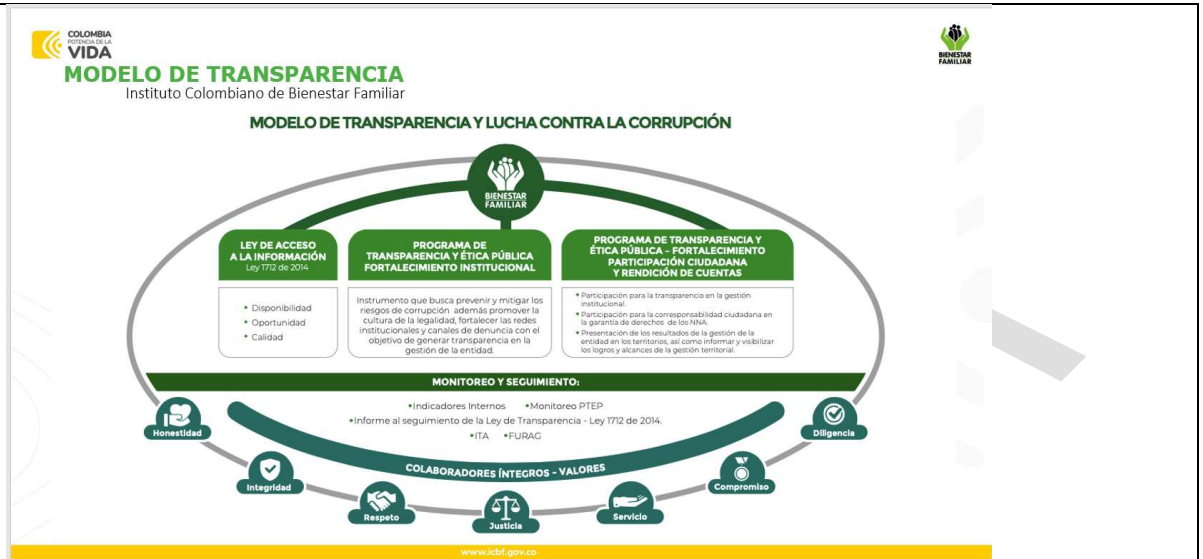 COLOMBIA
POTENCIA DE LA
VIDA
BIENESTAR
FAMILIAR
MODELO DE TRANSPARENCIA
Instituto Colombiano de Bienestar Familiar
MODELO DE TRANSPARENCIA Y LUCHA CONTRA LA CORRUPCIÓN
BIENESTAR
FAMILIAR
LEY DE ACCESO
A LA INFORMACIÓN
Ley 1712 de 2014
• Disponibilidad
• Oportunidad
• Calidad
PROGRAMA DE
TRANSPARENCIA Y ÉTICA PÚBLICA
FORTALECIMIENTO INSTITUCIONAL
Instrumento que busca prevenir y mitigar los
riesgos de corrupción además promover la
cultura de la legalidad, fortalecer las redes
institucionales y canales de denuncia con el
objetivo de generar transparencia en la
gestión de la entidad.
PROGRAMA DE TRANSPARENCIA Y
ÉTICA PÚBLICA - FORTALECIMIENTO
PARTICIPACIÓN CIUDADANA
Y RENDICIÓN DE CUENTAS
• Participación para la transparencia en la gestión
institucional.
• Participación para la corresponsabilidad ciudadana en
la garantía de derechos de los NNA.
• Presentación de los resultados de la gestión de la
entidad en los territorios, así como informar y visibilizar
los logros y alcances de la gestión territorial.
MONITOREO Y SEGUIMIENTO:
•Indicadores Internos •Monitoreo PTEP
•Informe al seguimiento de la Ley de Transparencia - Ley 1712 de 2014.
•ITA •FURAG
COLABORADORES ÍNTEGROS - VALORES
Honestidad
Integridad
Respeto
Justicia
Servicio
Compromiso
Diligencia
www.icbf.gov.co